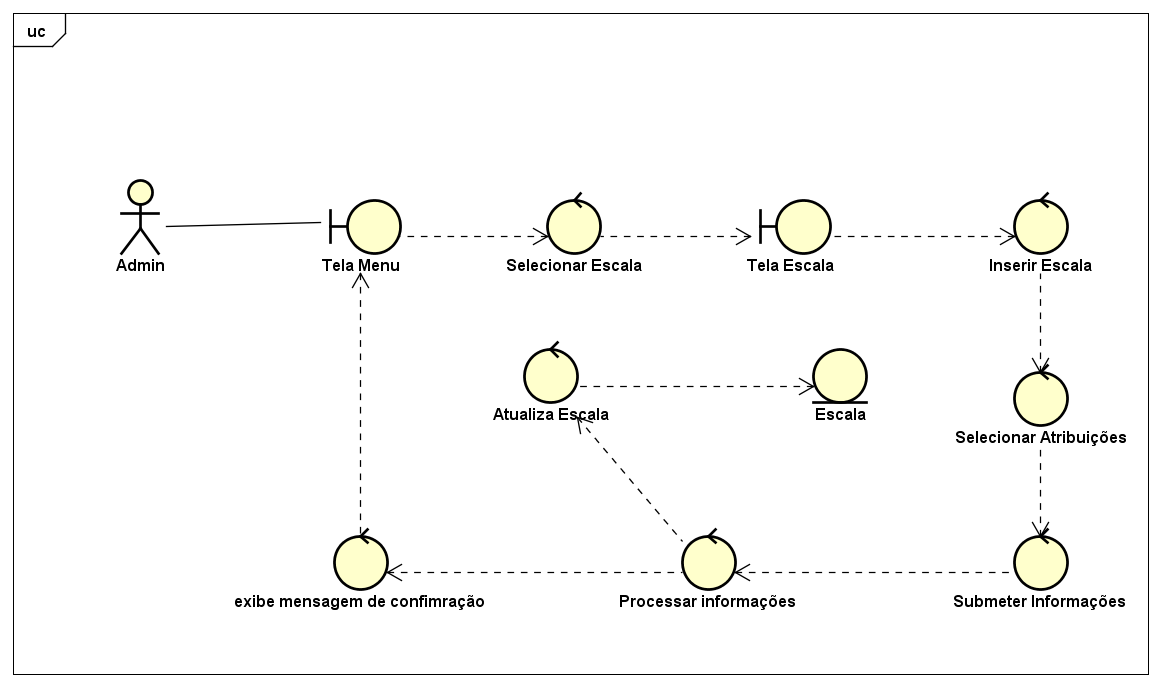 uc
Admin
Tela Menu
Selecionar Escala
Tela Escala
Inserir Escala
Atualiza Escala
Escala
Selecionar Atribuições
exibe mensagem de confimração
Processar informações
Submeter Informações